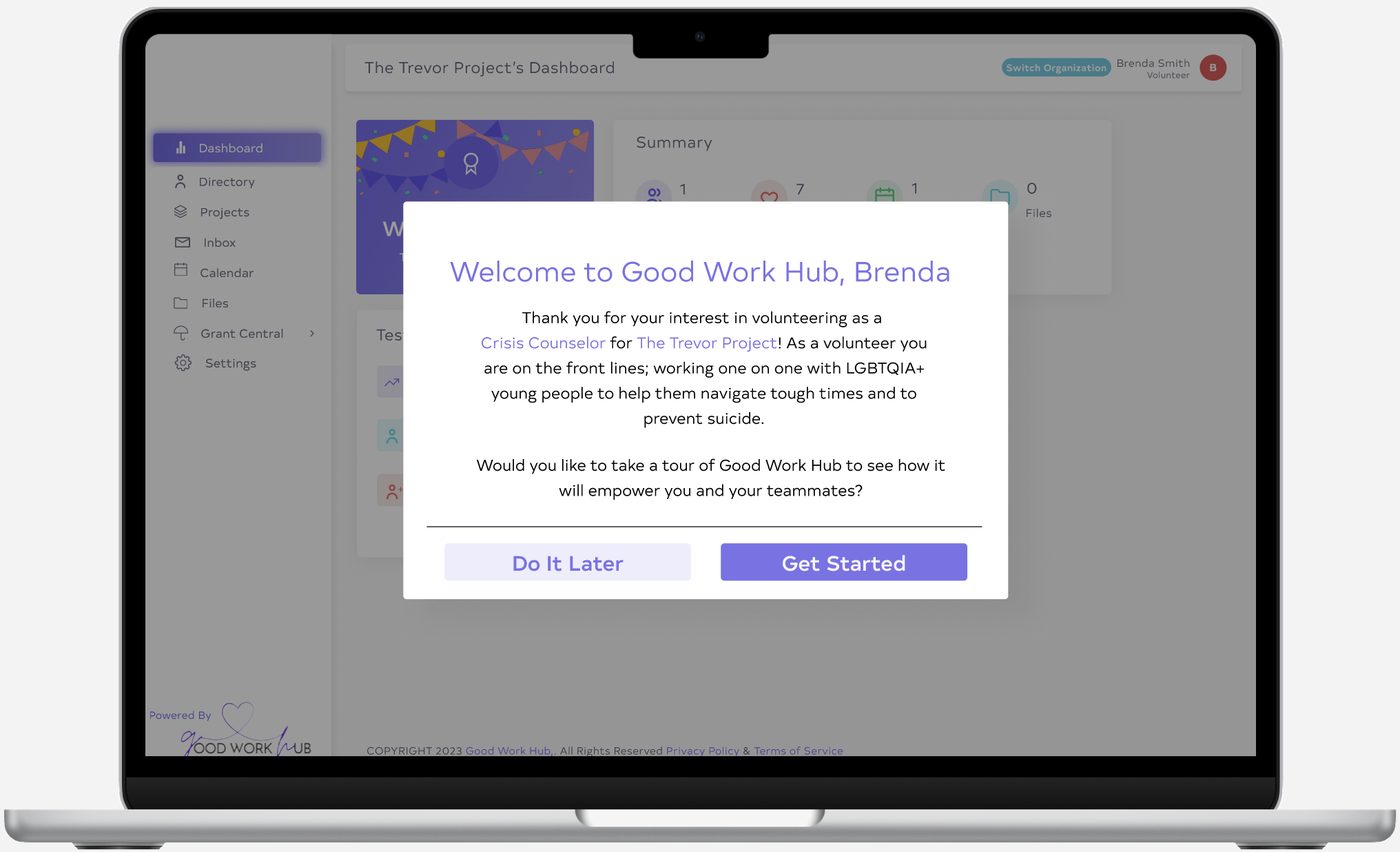 The Trevor Project's Dashboard
Switch Organization
Brenda Smith
Volunteer
B
Dashboard
Directory
Projects
Inbox
Calendar
Files
Grant Central
Settings
Summary
1
7
1
0
Files
Welcome to Good Work Hub, Brenda
Thank you for your interest in volunteering as a
Crisis Counselor for The Trevor Project! As a volunteer you
are on the front lines; working one on one with LGBTQIA+
young people to help them navigate tough times and to
prevent suicide.
Would you like to take a tour of Good Work Hub to see how it
will empower you and your teammates?
Do It Later
Get Started
Powered By
GOOD WORK HUB
COPYRIGHT 2023 Good Work Hub,. All Rights Reserved Privacy Policy & Terms of Service